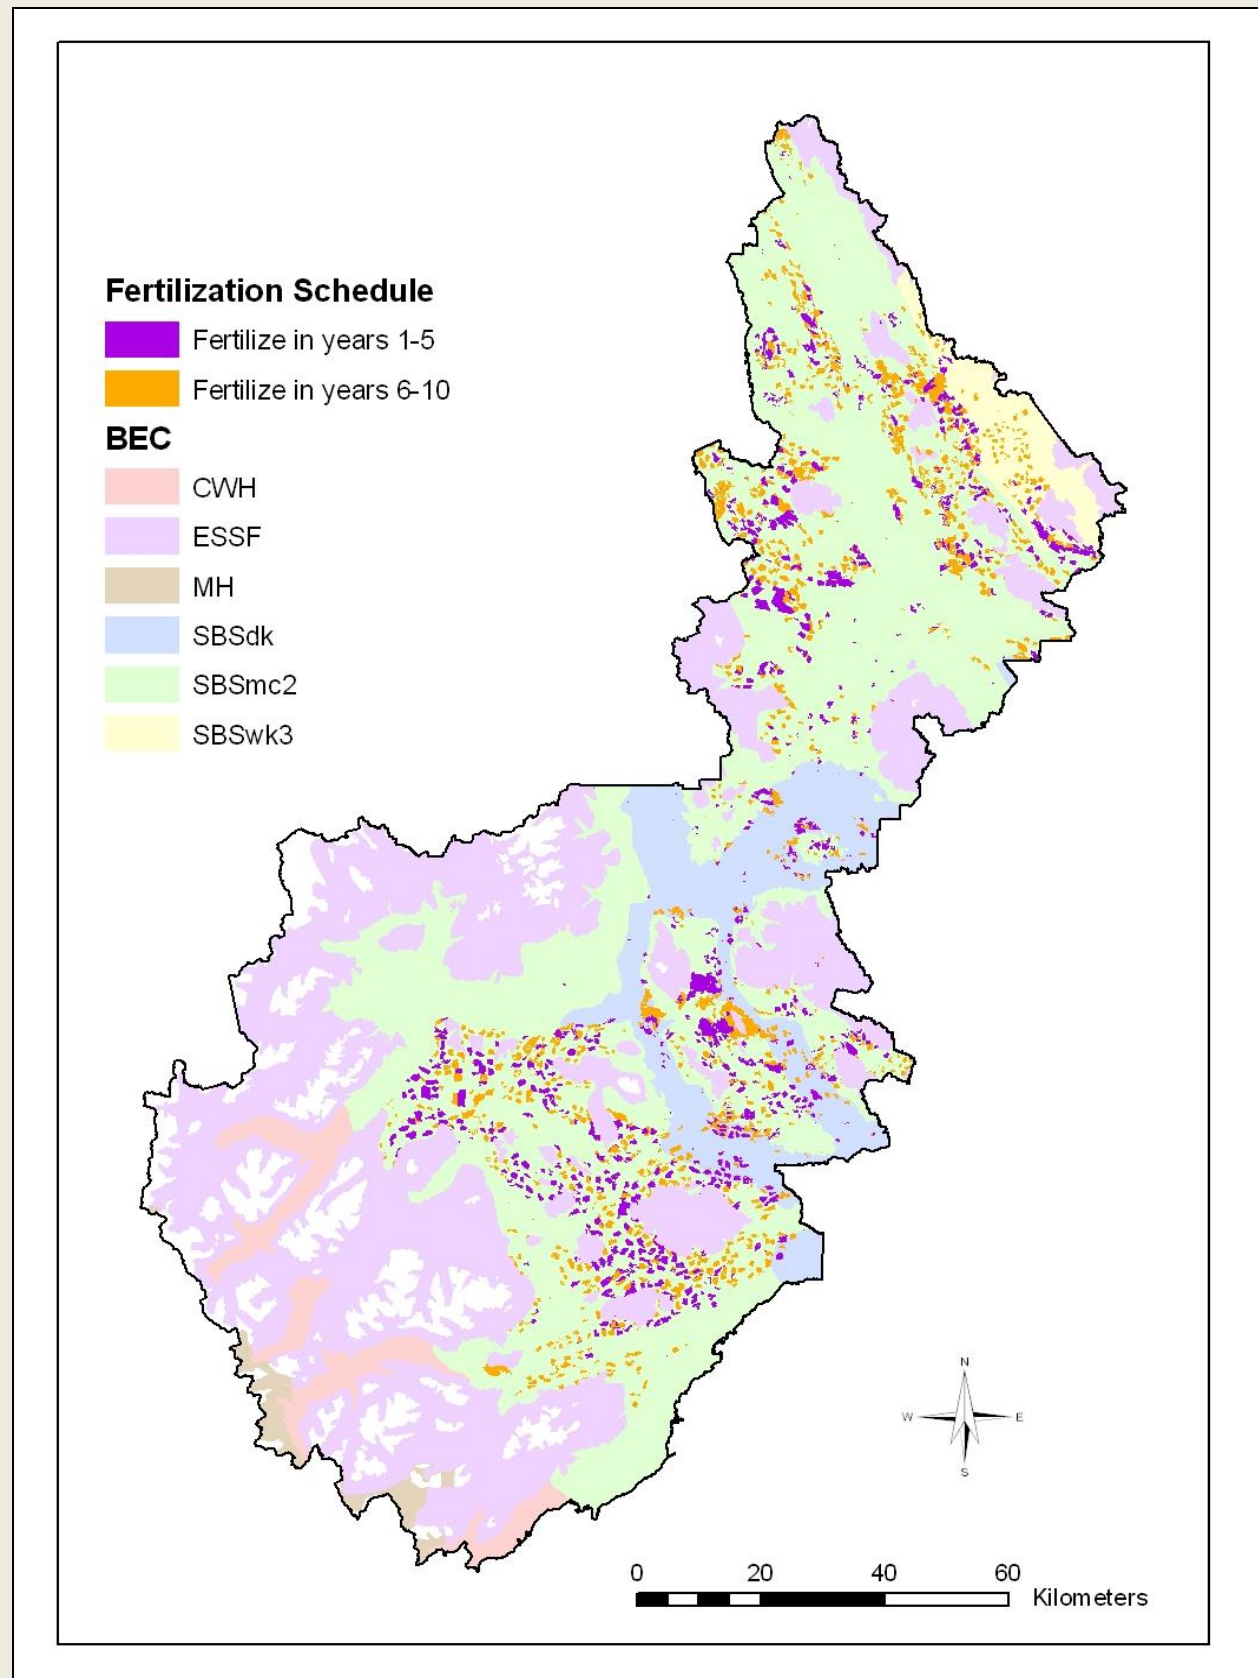 Fertilization Schedule
Fertilize in years 1-5
Fertilize in years 6-10
BEC
CWH
ESSF
MH
SBSdk
SBSmc2
SBSwk3
N
W E
S
0 20 40 60
Kilometers